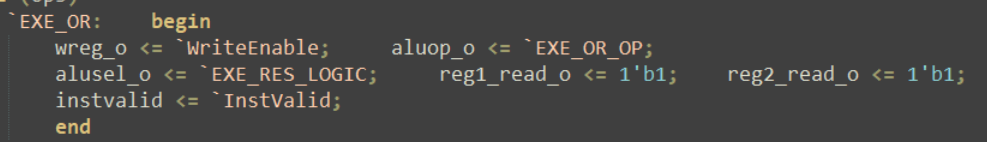 `EXE_OR:    begin
    wreg_o <= `WriteEnable;     aluop_o <= `EXE_OR_OP;
    alusel_o <= `EXE_RES_LOGIC;     reg1_read_o <= 1'b1;    reg2_read_o <= 1'b1;
    instvalid <= `InstValid;
    end